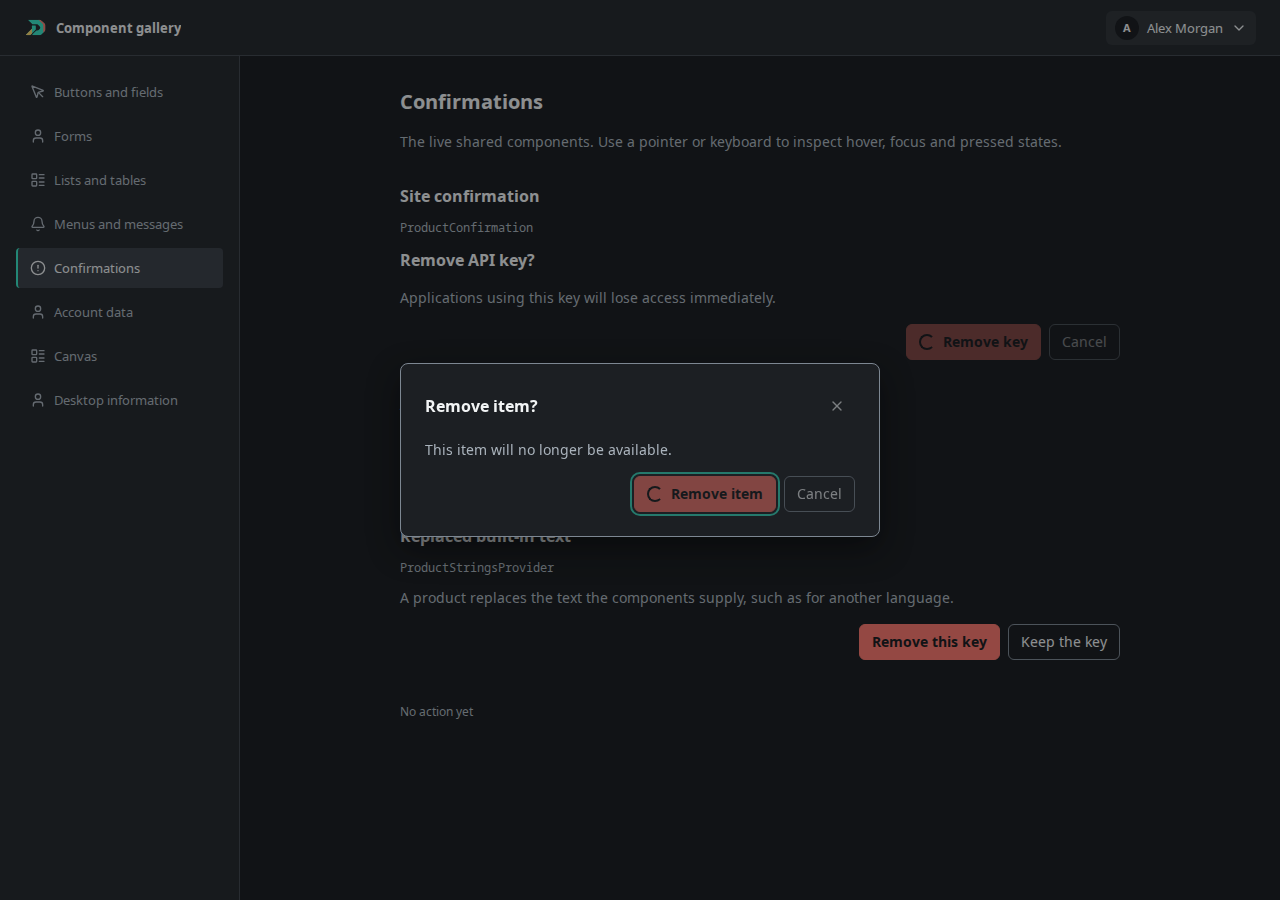 Component gallery
A
Alex Morgan
Buttons and fields
Forms
Lists and tables
Menus and messages
Confirmations
Account data
Canvas
Desktop information
Confirmations
The live shared components. Use a pointer or keyboard to inspect hover, focus and pressed states.
Site confirmation
ProductConfirmation
Remove API key?
Applications using this key will lose access immediately.
Remove key
Cancel
Remove item?
This item will no longer be available.
Remove item
Cancel
Replaced built-in text
ProductStringsProvider
A product replaces the text the components supply, such as for another language.
Remove this key
Keep the key
No action yet